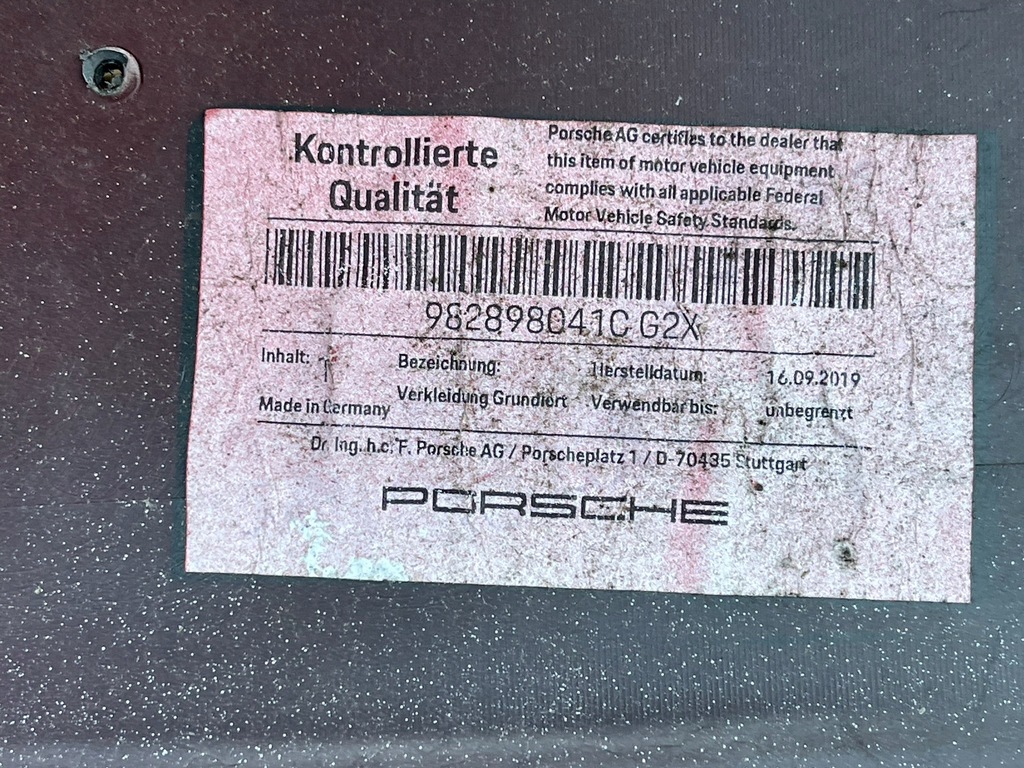 Kontrollierte
Qualität
Porsche AG certifies to the dealer that
this item of motor vehicle equipment
complies with all applicable Federal
Motor Vehicle Safety Standards.
982898041C G2X
Inhalt: 1 Bezeichnung: Herstelldatum: 16.09.2019
Made in Germany Verkleidung Grundiert Verwendbar bis: unbegrenzt
Dr. Ing. h.c. F. Porsche AG / Porscheplatz 1 / D-70435 Stuttgart
PORSCHE